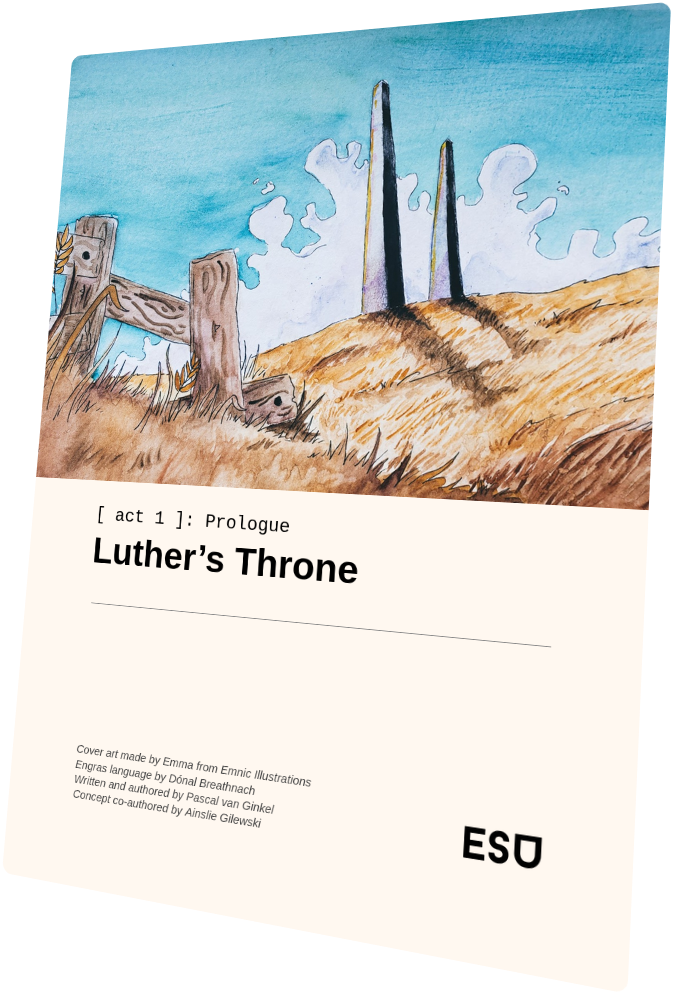 [ act 1 ]: Prologue
Luther’s Throne
Cover art made by Emma from Emnic Illustrations
Engras language by Dónal Breathnach
Written and authored by Pascal van Ginkel
Concept co-authored by Ainslie Gilewski
ESD